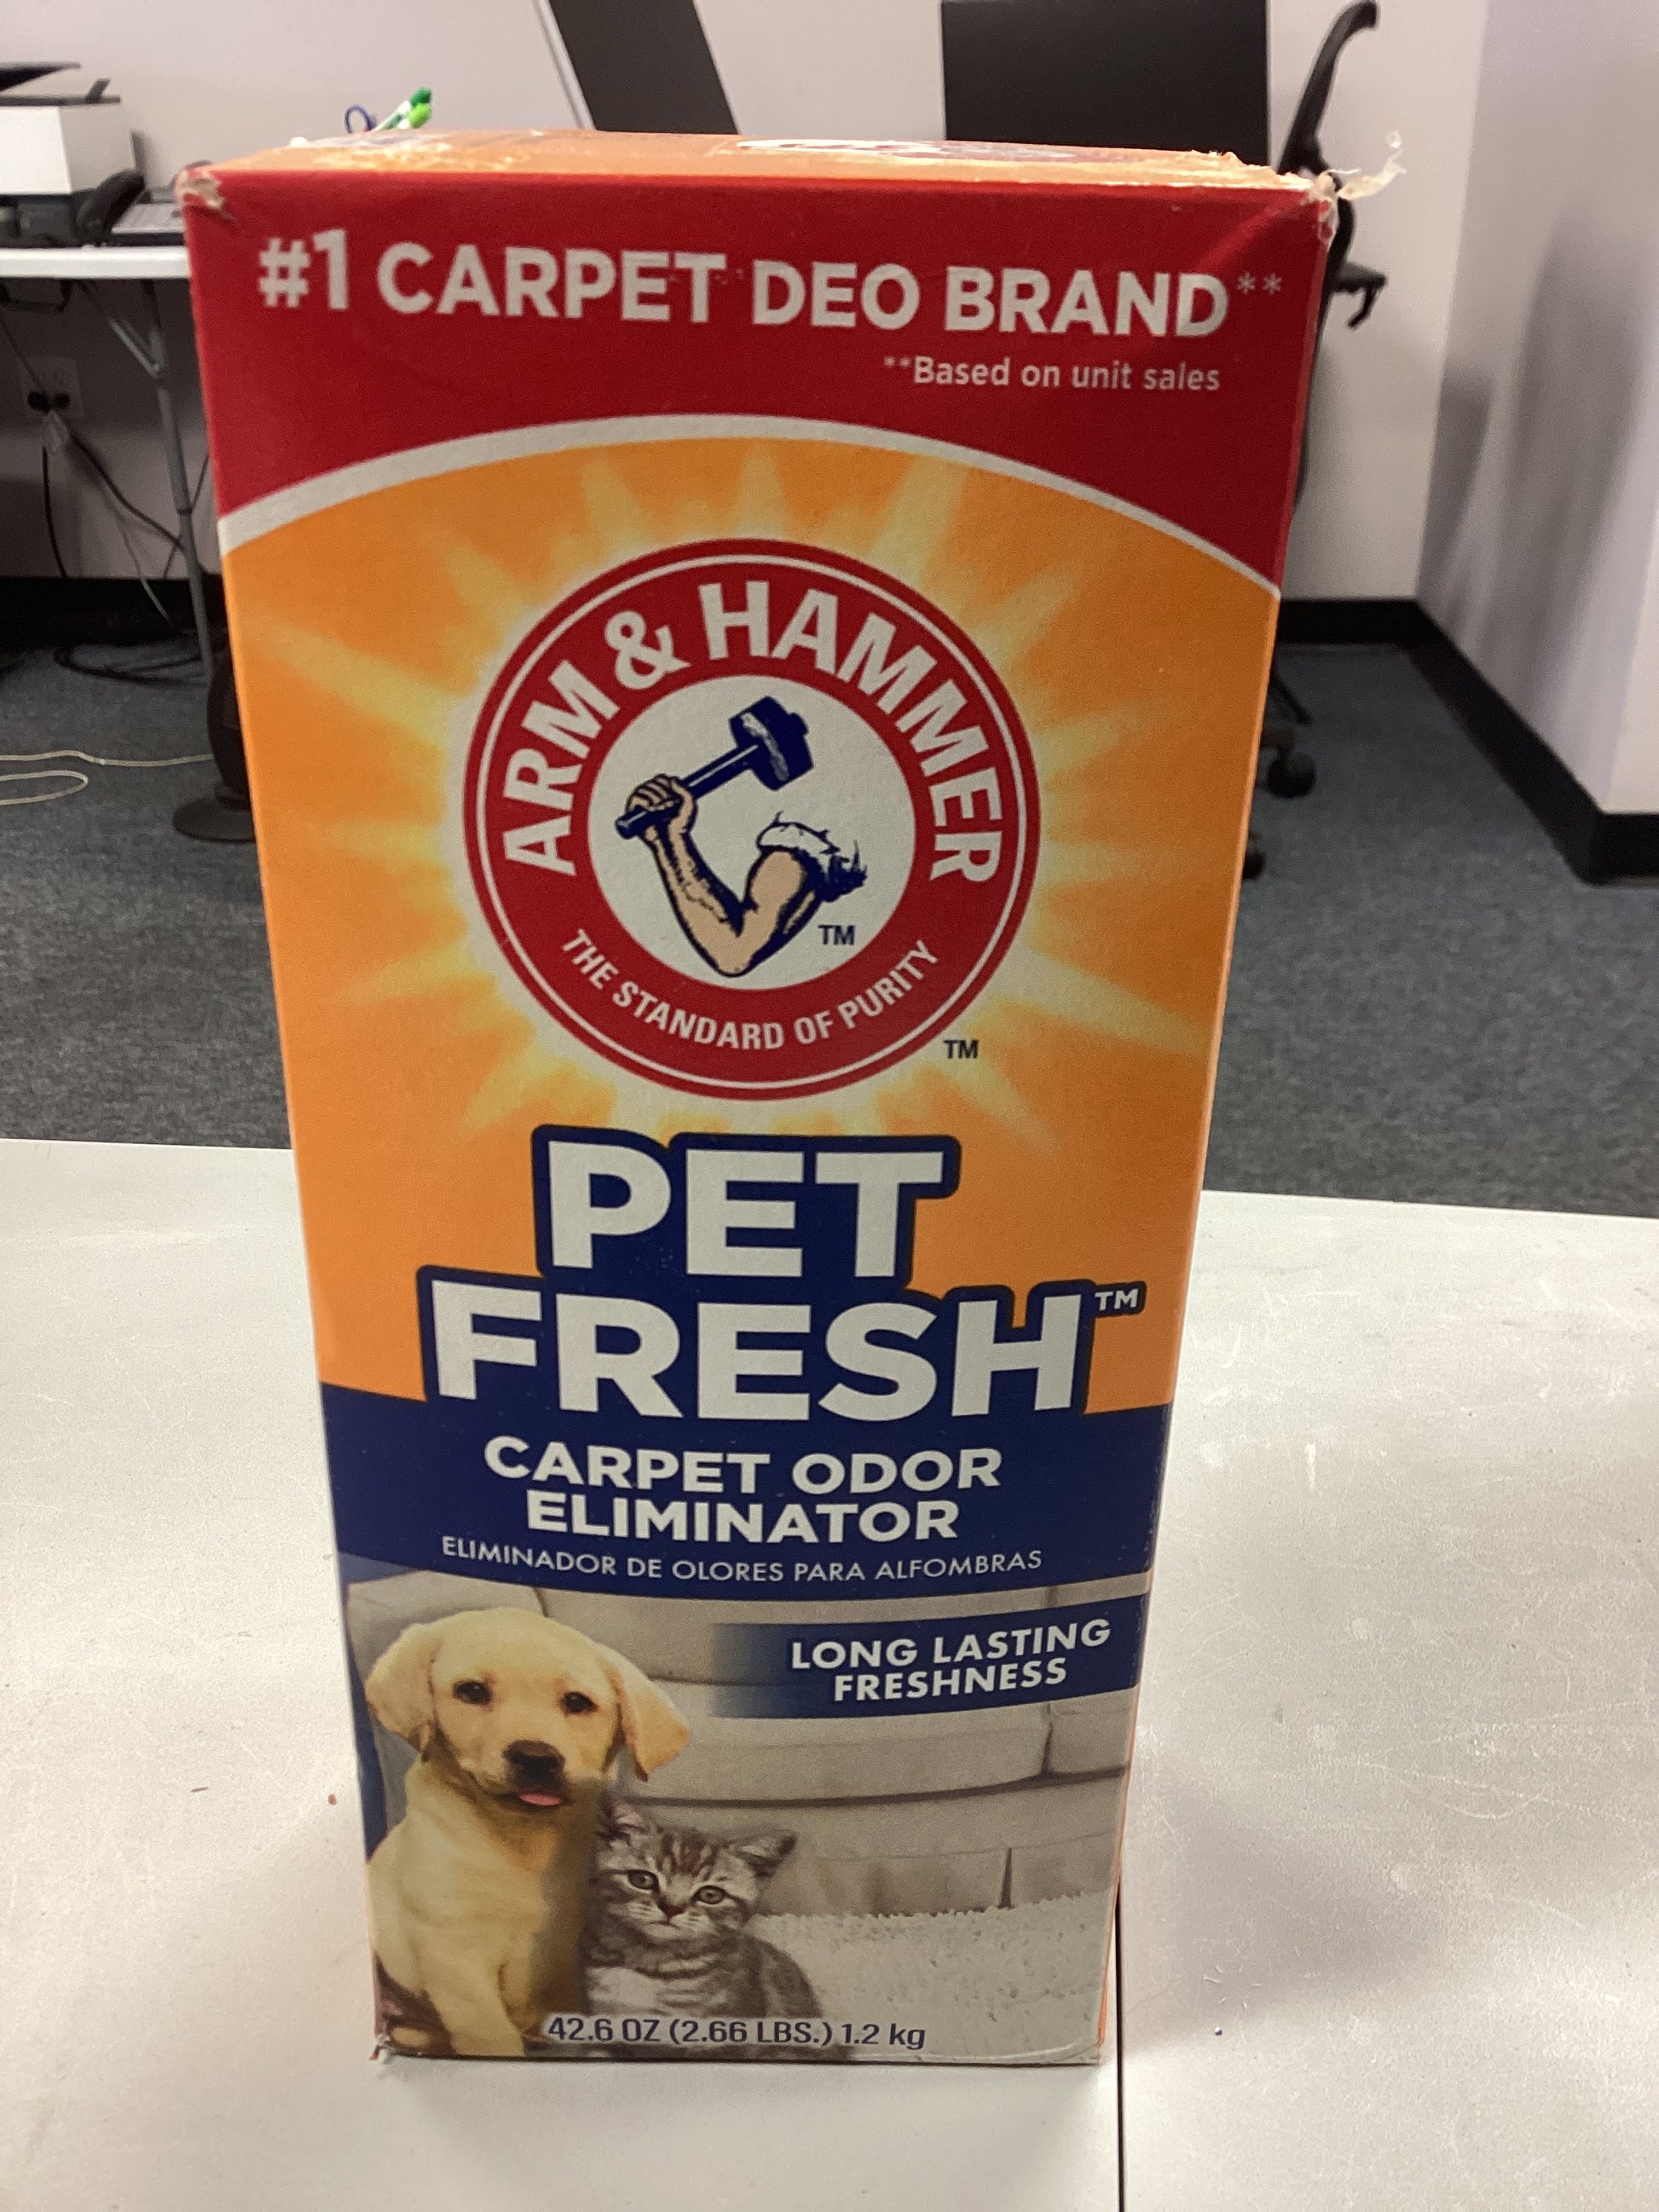 #1 CARPET DEO BRAND**
**Based on unit sales
ARM & HAMMER
TM
THE STANDARD OF PURITY
TM
PET
FRESH™
CARPET ODOR
ELIMINATOR
ELIMINADOR DE OLORES PARA ALFOMBRAS
LONG LASTING
FRESHNESS
42.6 OZ (2.66 LBS.) 1.2 kg